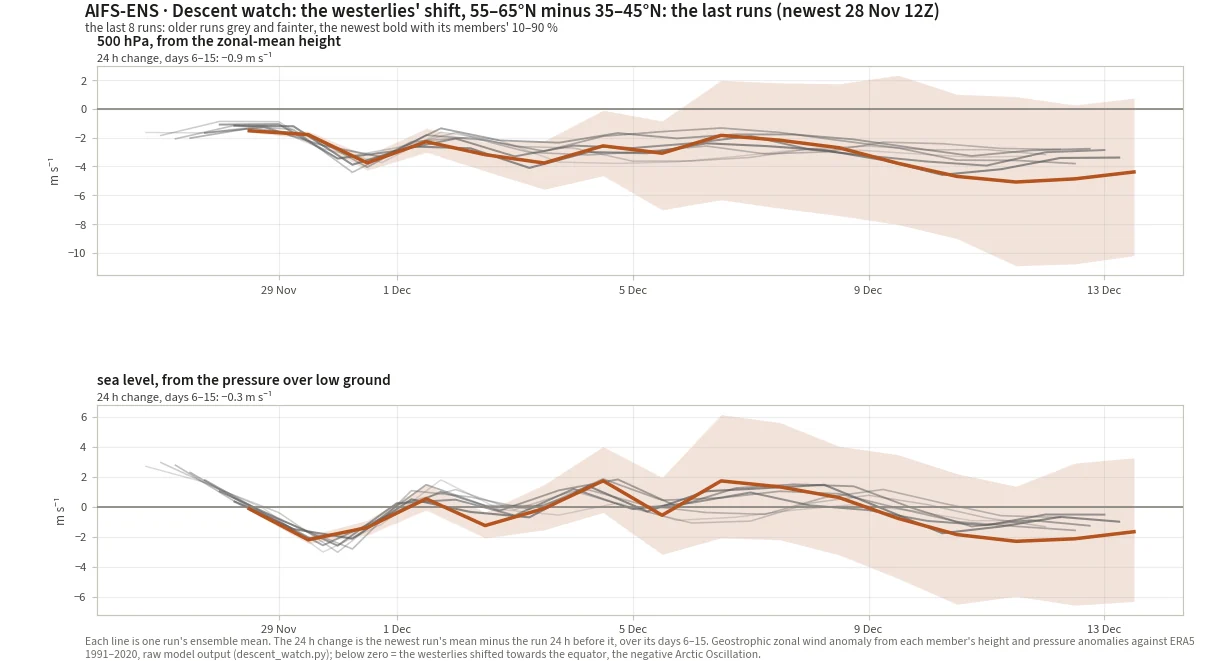 AIFS-ENS · Descent watch: the westerlies' shift, 55–65°N minus 35–45°N: the last runs (newest 28 Nov 12Z)
the last 8 runs: older runs grey and fainter, the newest bold with its members' 10–90 %
500 hPa, from the zonal-mean height
24 h change, days 6–15: −0.9 m s⁻¹
2
0
−2
−4
−6
−8
−10
m s⁻¹
29 Nov
1 Dec
5 Dec
9 Dec
13 Dec
sea level, from the pressure over low ground
24 h change, days 6–15: −0.3 m s⁻¹
6
4
2
0
−2
−4
−6
m s⁻¹
29 Nov
1 Dec
5 Dec
9 Dec
13 Dec
Each line is one run's ensemble mean. The 24 h change is the newest run's mean minus the run 24 h before it, over its days 6–15. Geostrophic zonal wind anomaly from each member's height and pressure anomalies against ERA5
1991–2020, raw model output (descent_watch.py); below zero = the westerlies shifted towards the equator, the negative Arctic Oscillation.